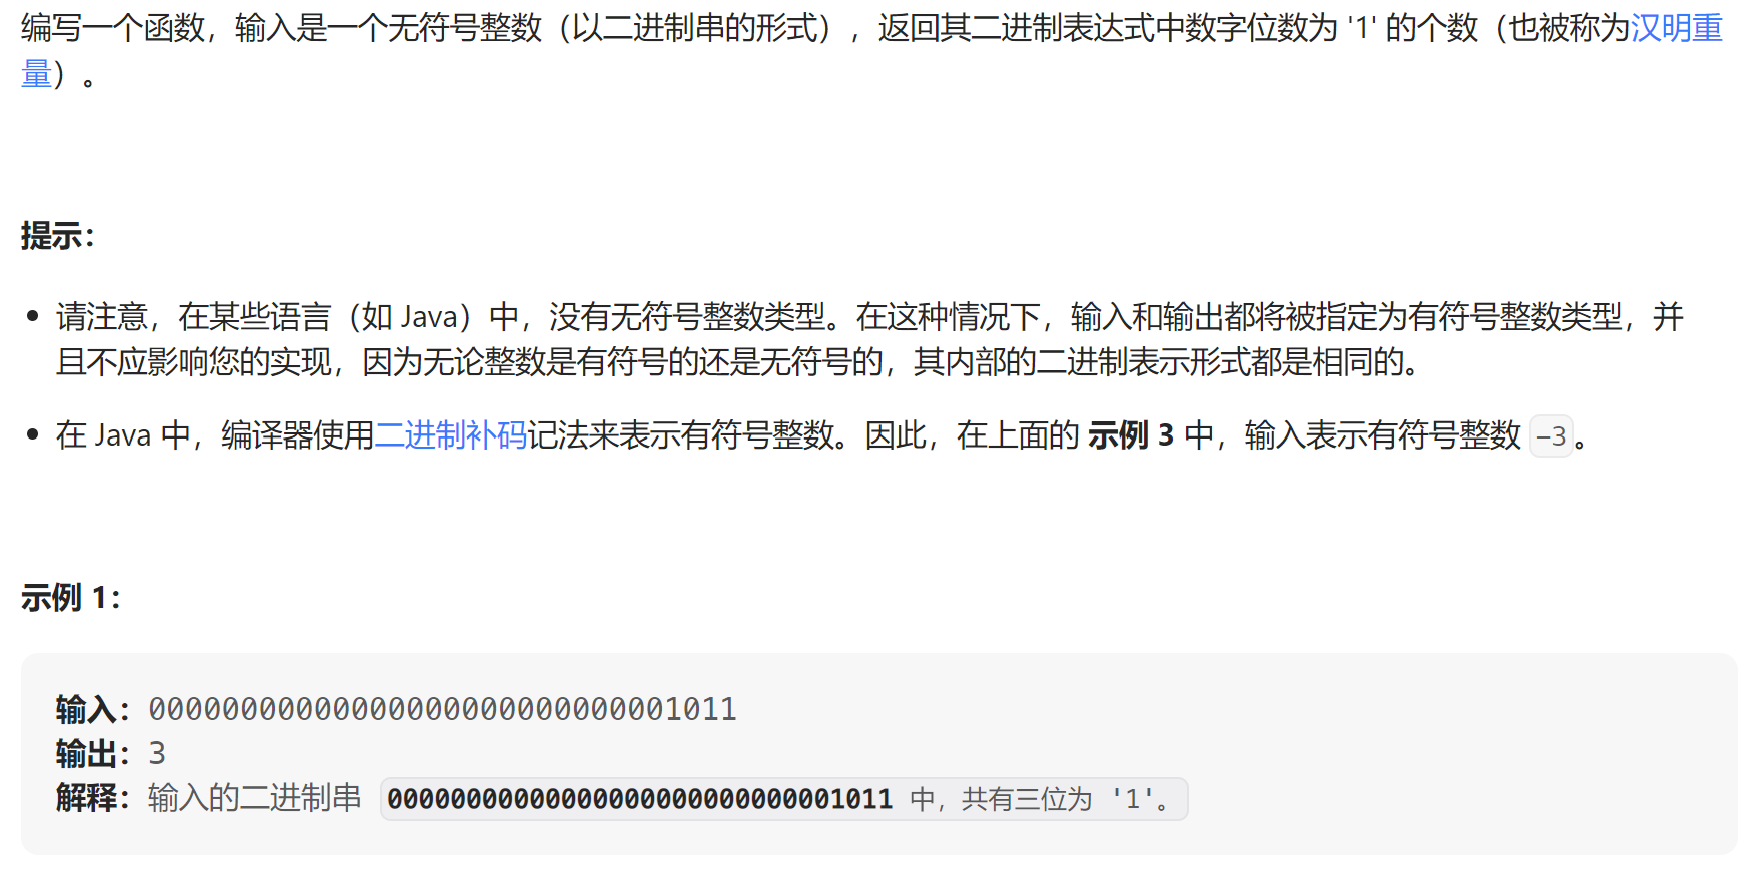 编写一个函数，输入是一个无符号整数（以二进制串的形式），返回其二进制表达式中数字位数为 '1' 的个数（也被称为汉明重
量）。
提示：
• 请注意，在某些语言（如 Java）中，没有无符号整数类型。在这种情况下，输入和输出都将被指定为有符号整数类型，并
且不应影响您的实现，因为无论整数是有符号的还是无符号的，其内部的二进制表示形式都是相同的。
• 在 Java 中，编译器使用二进制补码记法来表示有符号整数。因此，在上面的 示例 3 中，输入表示有符号整数 -3。
示例 1：
输入：00000000000000000000000000001011
输出：3
解释：输入的二进制串 00000000000000000000000000001011 中，共有三位为 '1'。